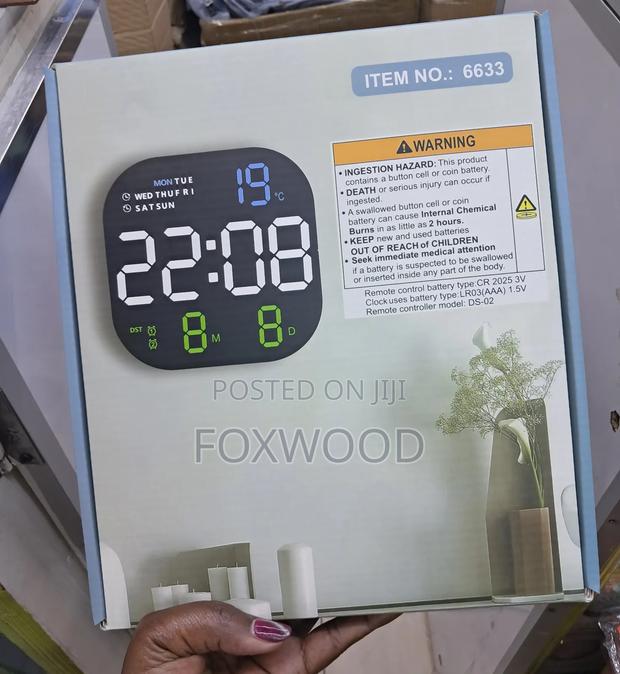 ITEM NO.: 6633
WARNING
• INGESTION HAZARD: This product
contains a button cell or coin battery.
• DEATH or serious injury can occur if
ingested.
• A swallowed button cell or coin
battery can cause Internal Chemical
Burns in as little as 2 hours.
• KEEP new and used batteries
OUT OF REACH of CHILDREN
• Seek immediate medical attention
if a battery is suspected to be swallowed
or inserted inside any part of the body.
Remote control battery type:CR 2025 3V
Clock uses battery type:LR03(AAA) 1.5V
Remote controller model: DS-02
MON TUE
WED THU FRI
SAT SUN
19 °C
22:08
DST 8 M 8 D
POSTED ON JIJI
FOXWOOD